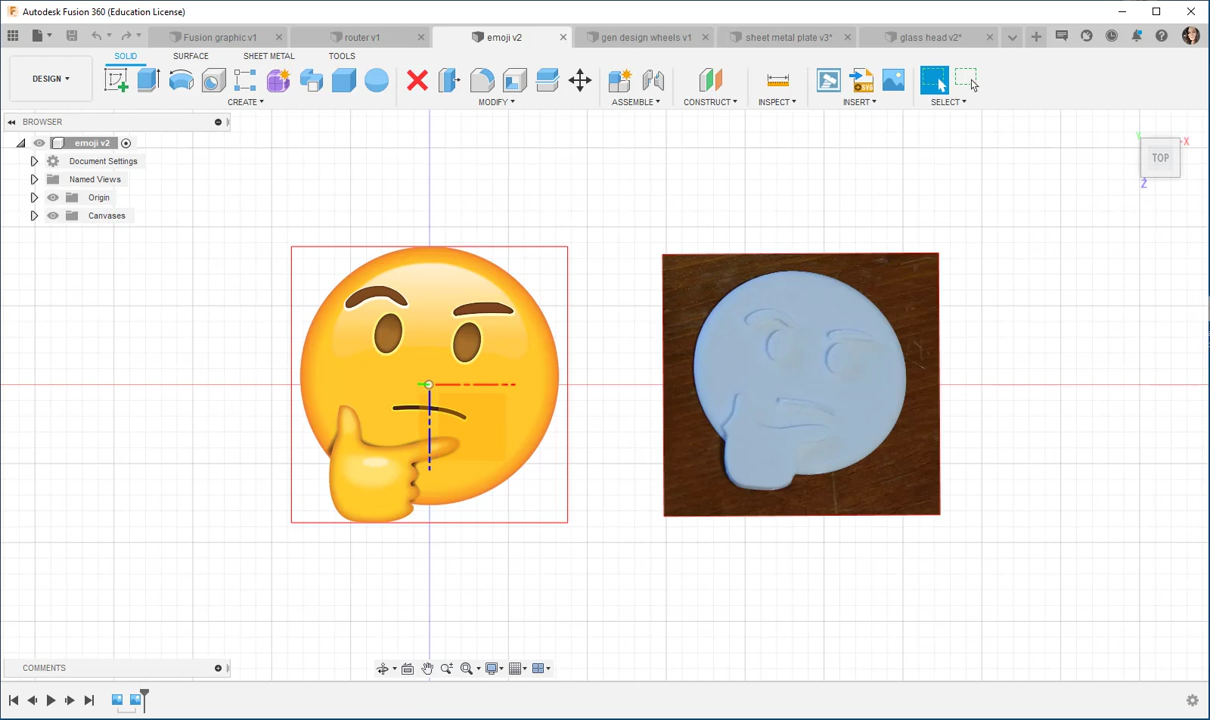 Autodesk Fusion 360 (Education License)
Fusion graphic v1
router v1
emoji v2
gen design wheels v1
sheet metal plate v3*
glass head v2*
DESIGN
SOLID
SURFACE
SHEET METAL
TOOLS
CREATE
MODIFY
ASSEMBLE
CONSTRUCT
INSPECT
INSERT
SELECT
BROWSER
emoji v2
Document Settings
Named Views
Origin
Canvases
TOP
X
Y
Z
COMMENTS